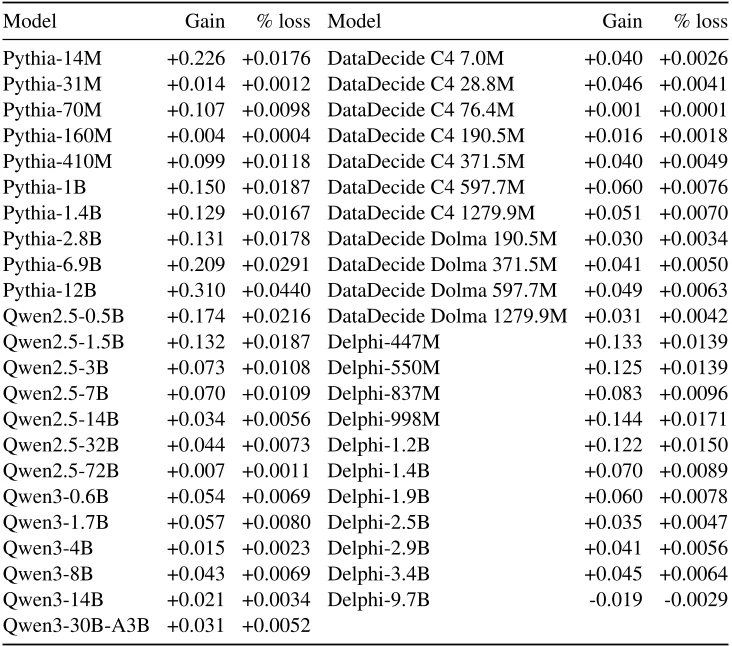 Model Gain % loss Model Gain % loss
Pythia-14M +0.226 +0.0176 DataDecide C4 7.0M +0.040 +0.0026
Pythia-31M +0.014 +0.0012 DataDecide C4 28.8M +0.046 +0.0041
Pythia-70M +0.107 +0.0098 DataDecide C4 76.4M +0.001 +0.0001
Pythia-160M +0.004 +0.0004 DataDecide C4 190.5M +0.016 +0.0018
Pythia-410M +0.099 +0.0118 DataDecide C4 371.5M +0.040 +0.0049
Pythia-1B +0.150 +0.0187 DataDecide C4 597.7M +0.060 +0.0076
Pythia-1.4B +0.129 +0.0167 DataDecide C4 1279.9M +0.051 +0.0070
Pythia-2.8B +0.131 +0.0178 DataDecide Dolma 190.5M +0.030 +0.0034
Pythia-6.9B +0.209 +0.0291 DataDecide Dolma 371.5M +0.041 +0.0050
Pythia-12B +0.310 +0.0440 DataDecide Dolma 597.7M +0.049 +0.0063
Qwen2.5-0.5B +0.174 +0.0216 DataDecide Dolma 1279.9M +0.031 +0.0042
Qwen2.5-1.5B +0.132 +0.0187 Delphi-447M +0.133 +0.0139
Qwen2.5-3B +0.073 +0.0108 Delphi-550M +0.125 +0.0139
Qwen2.5-7B +0.070 +0.0109 Delphi-837M +0.083 +0.0096
Qwen2.5-14B +0.034 +0.0056 Delphi-998M +0.144 +0.0171
Qwen2.5-32B +0.044 +0.0073 Delphi-1.2B +0.122 +0.0150
Qwen2.5-72B +0.007 +0.0011 Delphi-1.4B +0.070 +0.0089
Qwen3-0.6B +0.054 +0.0069 Delphi-1.9B +0.060 +0.0078
Qwen3-1.7B +0.057 +0.0080 Delphi-2.5B +0.035 +0.0047
Qwen3-4B +0.015 +0.0023 Delphi-2.9B +0.041 +0.0056
Qwen3-8B +0.043 +0.0069 Delphi-3.4B +0.045 +0.0064
Qwen3-14B +0.021 +0.0034 Delphi-9.7B -0.019 -0.0029
Qwen3-30B-A3B +0.031 +0.0052